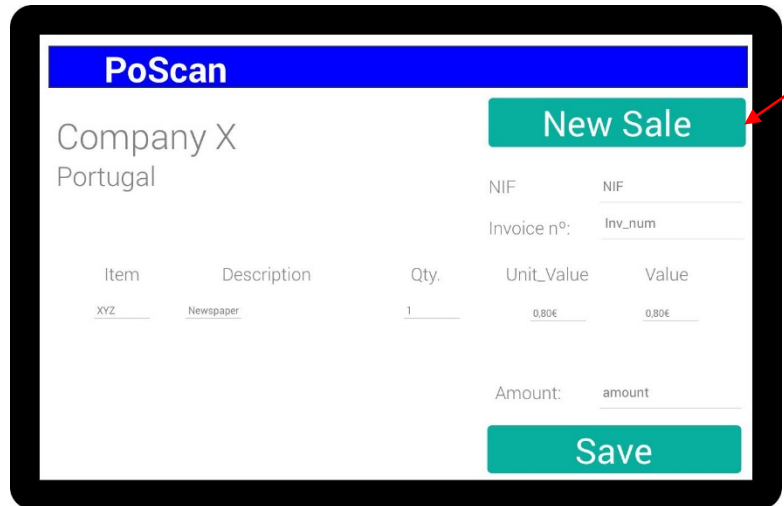 PoScan
New Sale
Company X
Portugal
NIF NIF
Invoice nº: Inv_num
Item Description Qty. Unit_Value Value
XYZ Newspaper 1 0,80€ 0,80€
Amount: amount
Save